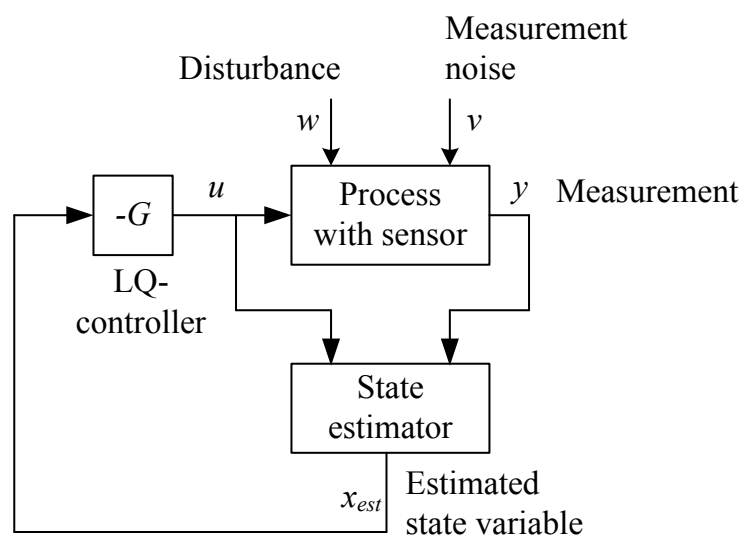 Disturbance
Measurement
noise
w
v
-G
u
Process
with sensor
y
Measurement
LQ-
controller
State
estimator
x_est
Estimated
state variable